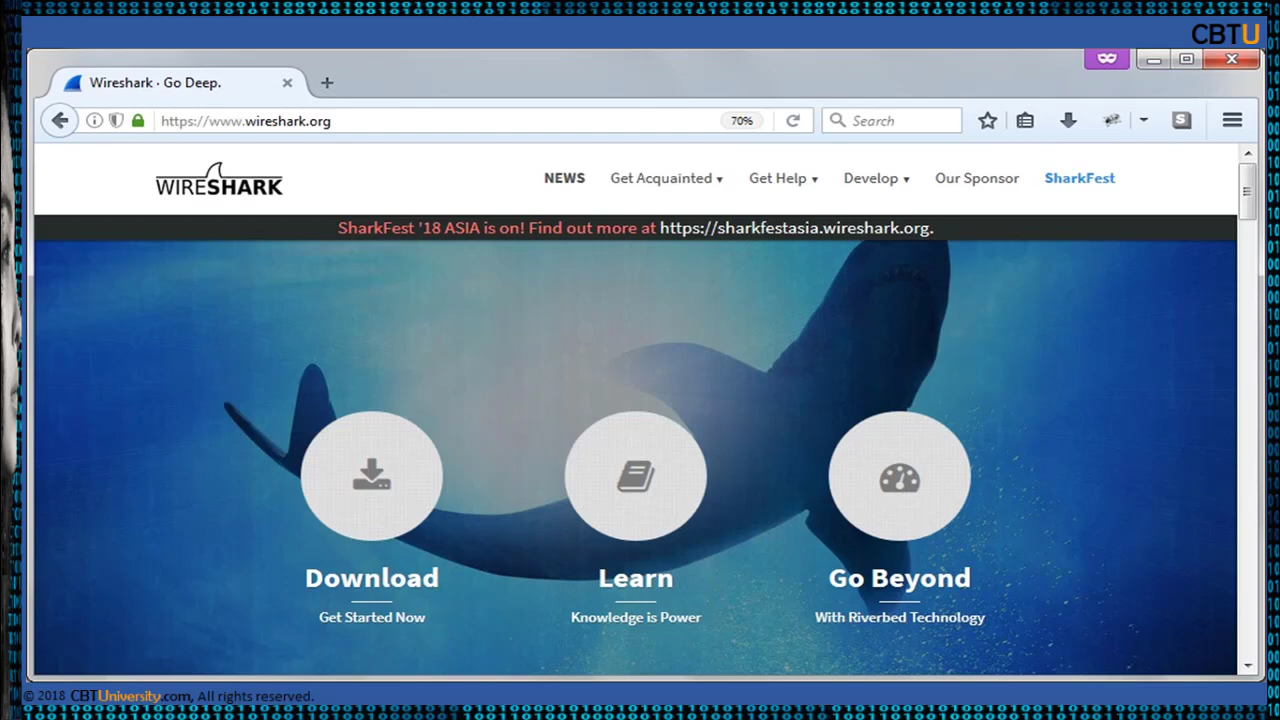 CBTU
Wireshark · Go Deep.
https://www.wireshark.org
70%
Search
S
WIRESHARK
NEWS Get Acquainted Get Help Develop Our Sponsor SharkFest
SharkFest '18 ASIA is on! Find out more at https://sharkfestasia.wireshark.org.
Download Learn Go Beyond
Get Started Now Knowledge is Power With Riverbed Technology
© 2018 CBTUniversity.com, All rights reserved.